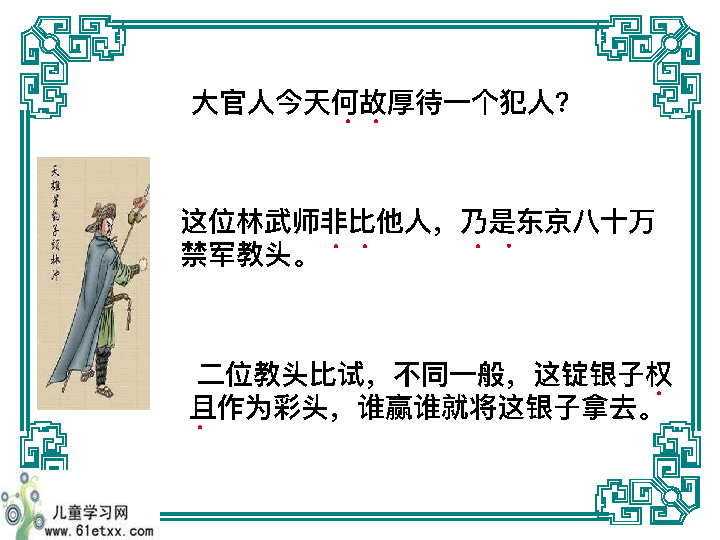 大官人今天何故厚待一个犯人？
天雄星豹子头林冲
这位林武师非比他人，乃是东京八十万
禁军教头。
二位教头比试，不同一般，这锭银子权
且作为彩头，谁赢谁就将这银子拿去。
儿童学习网
www.61etxx.com